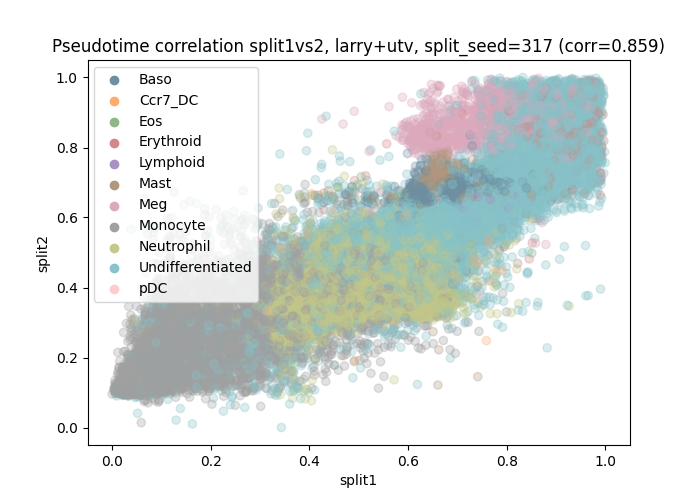 Pseudotime correlation split1vs2, larry+utv, split_seed=317 (corr=0.859)
1.0
0.8
0.6
0.4
0.2
0.0
split2
Baso
Ccr7_DC
Eos
Erythroid
Lymphoid
Mast
Meg
Monocyte
Neutrophil
Undifferentiated
pDC
0.0 0.2 0.4 0.6 0.8 1.0
split1